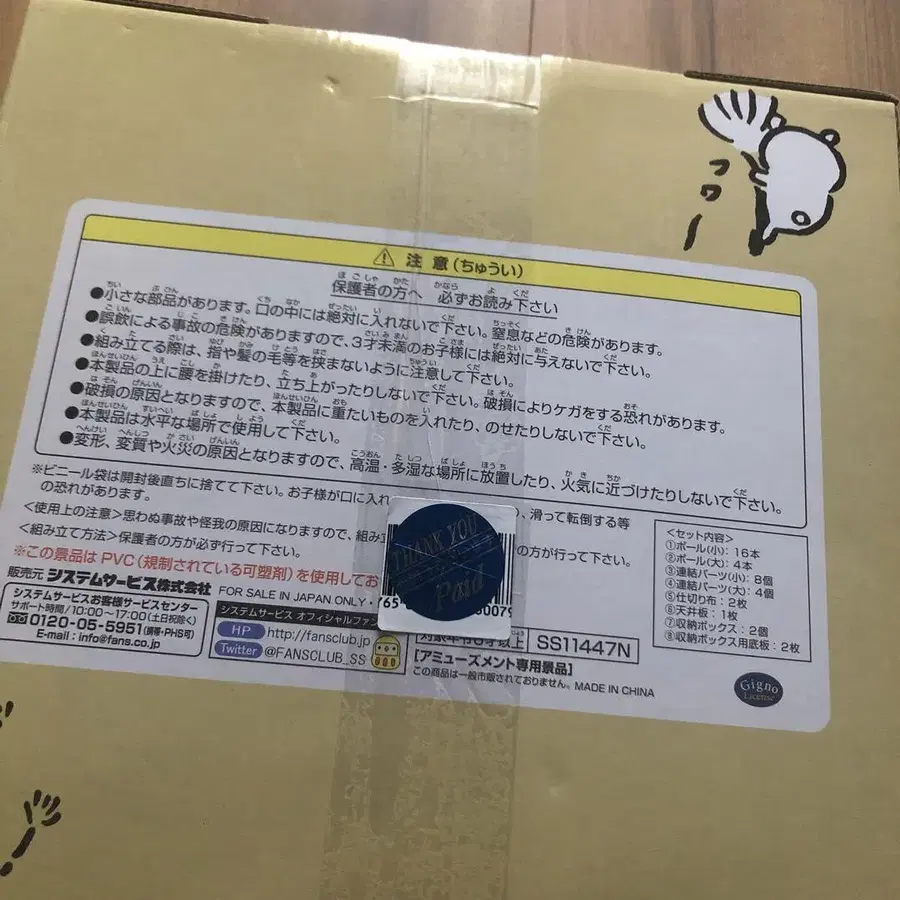 フワー
⚠ 注意(ちゅうい)
保護者の方へ 必ずお読み下さい
●小さな部品があります。口の中には絶対に入れないで下さい。窒息などの危険があります。
●誤飲による事故の危険がありますので、3才未満のお子様には絶対に与えないで下さい。
●組み立てる際は、指や髪の毛等を挟まないように注意して下さい。
●本製品の上に腰を掛けたり、立ち上がったりしないで下さい。破損によりケガをする恐れがあります。
●破損の原因となりますので、本製品に重たいものを入れたり、のせたりしないで下さい。
●本製品は水平な場所で使用して下さい。
●変形、変質や火災の原因となりますので、高温・多湿な場所に放置したり、火気に近づけたりしないで下さい。
※ビニール袋は開封後直ちに捨てて下さい。お子様が口に入れ
、滑って転倒する等
の恐れがあります。
<使用上の注意>思わぬ事故や怪我の原因になりますので、組み
の方が行って下さい。
<組み立て方法>保護者の方が必ず行って下さい。
※この景品は PVC(規制されている可塑剤)を使用してお
<セット内容>
①ポール(小):16本
②ポール(大):4本
③連結パーツ(小):8個
④連結パーツ(大):4個
⑤仕切り布:2枚
⑥天井板:1枚
⑦収納ボックス:2個
⑧収納ボックス用底板:2枚
販売元 システムサービス株式会社
FOR SALE IN JAPAN ONLY・
システムサービスお客様サービスセンター
サポート時間/10:00~17:00(土日祝除く)
0120-05-5951(携帯・PHS可)
E-mail:info@fans.co.jp
システムサービス オフィシャルファン
HP http://fansclub.jp
Twitter @FANSCLUB_SS
THANK YOU
Paid
対象年令6才以上 SS11447N
[アミューズメント専用景品]
この商品は一般市販されておりません。 MADE IN CHINA
Gigno
License